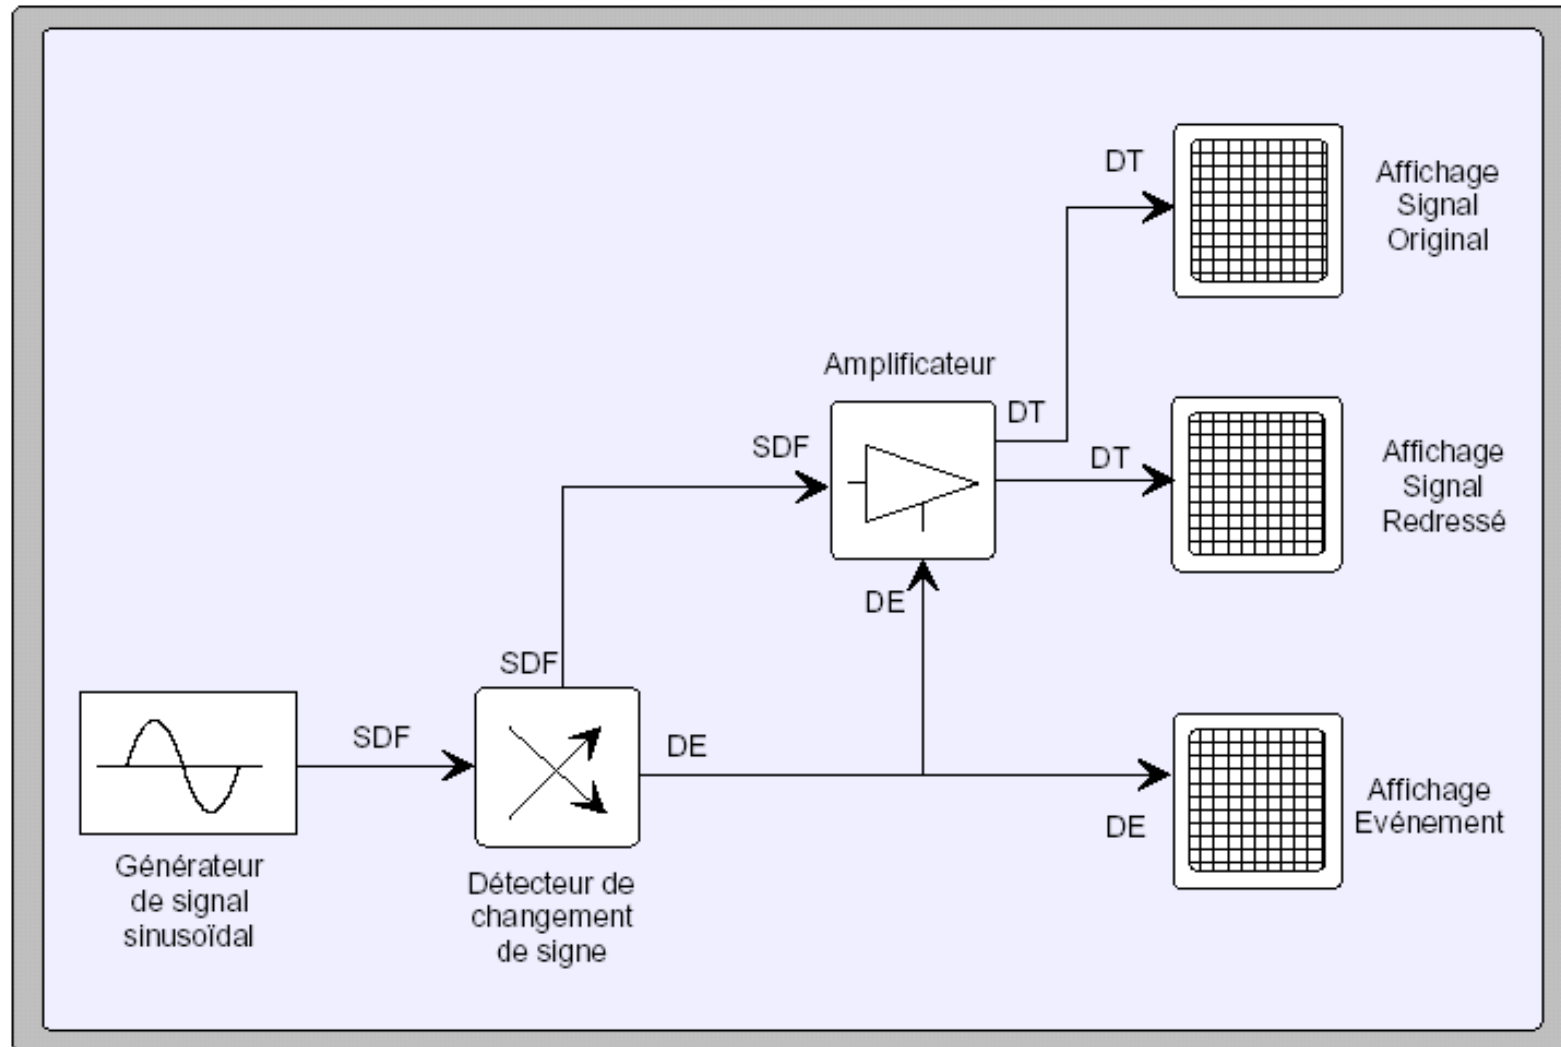 DT
Affichage
Signal
Original
Amplificateur
DT
SDF
DT
Affichage
Signal
Redressé
DE
SDF
SDF
DE
DE
Affichage
Evénement
Générateur
de signal
sinusoïdal
Détecteur de
changement
de signe